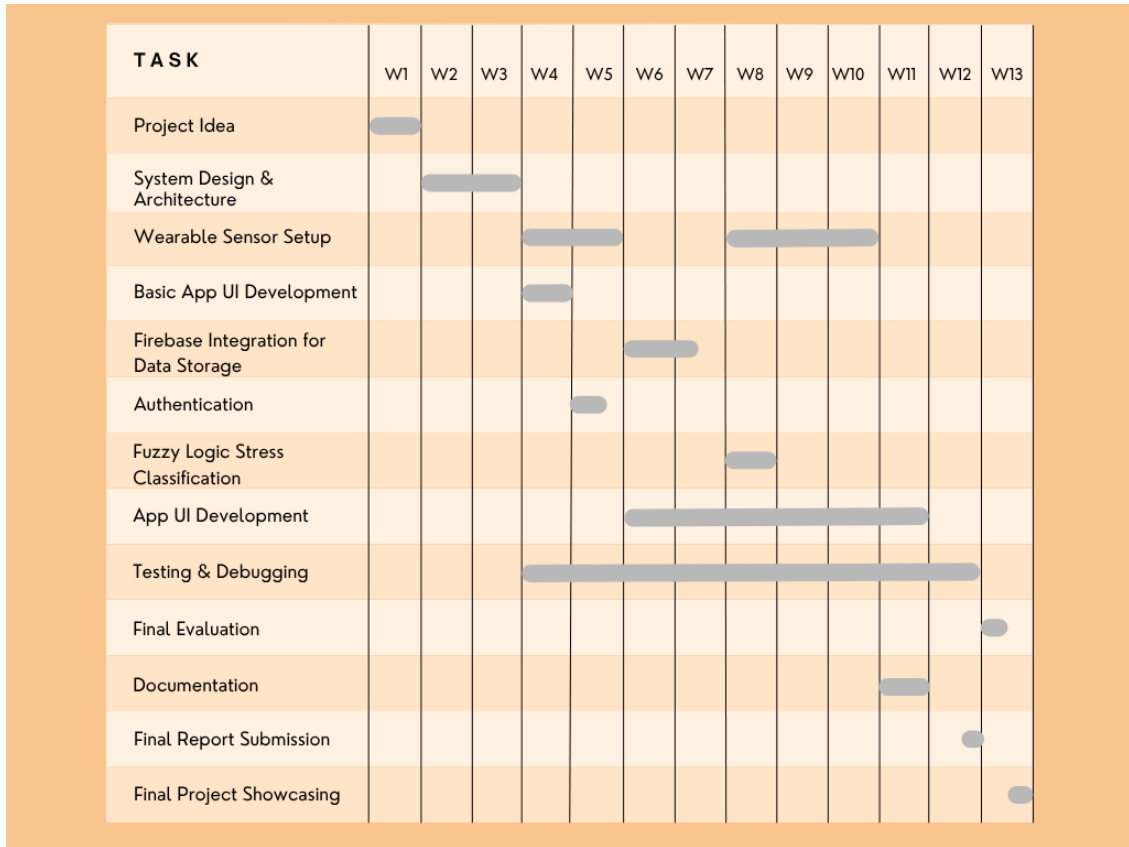 TASK W1 W2 W3 W4 W5 W6 W7 W8 W9 W10 W11 W12 W13
Project Idea
System Design &
Architecture
Wearable Sensor Setup
Basic App UI Development
Firebase Integration for
Data Storage
Authentication
Fuzzy Logic Stress
Classification
App UI Development
Testing & Debugging
Final Evaluation
Documentation
Final Report Submission
Final Project Showcasing